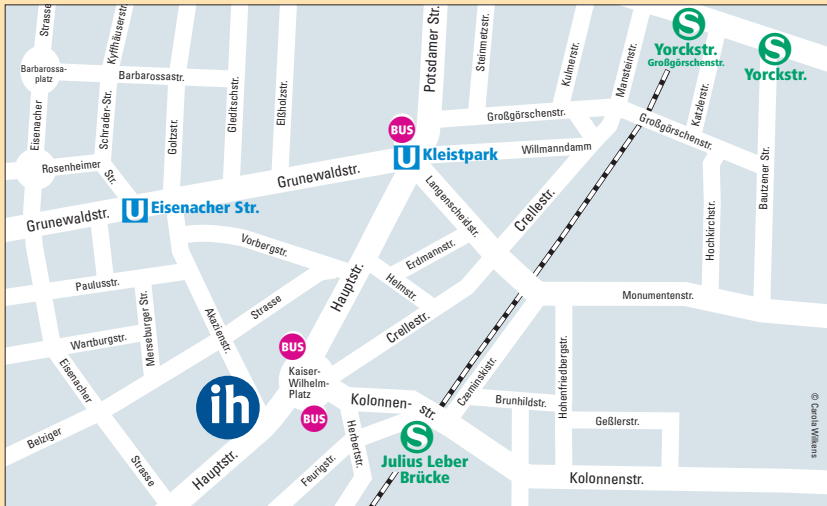 Strasse
Kyffhäuserstr.
Potsdamer Str.
Steinmetzstr.
Kulmerstr.
Mansteinstr.
S
Yorckstr.
Großgörschenstr.
S
Yorckstr.
Barbarossa-
platz
Barbarossastr.
Katzlerstr.
Eisenacher
Schrader-Str.
Goltzstr.
Gleditschstr.
Elßholzstr.
BUS
Großgörschenstr.
Großgörschenstr.
U Kleistpark
Willmanndamm
Rosenheimer
Str.
Grunewaldstr.
Langenscheidstr.
Crellestr.
Hochkirchstr.
Bautzener Str.
Grunewaldstr.
U Eisenacher Str.
Vorbergstr.
Erdmannstr.
Hauptstr.
Helmstr.
Paulusstr.
Merseburger Str.
Akazienstr.
Strasse
Monumentenstr.
Crellestr.
Wartburgstr.
BUS
Kaiser-
Wilhelm-
Platz
Czeminskistr.
Hohenfriedbergstr.
Eisenacher
ih
BUS
Kolonnen-
str.
Brunhildstr.
Geßlerstr.
© Carola Wilkens
Belziger
Strasse
Hauptstr.
Herbertstr.
Feurigstr.
S
Julius Leber
Brücke
Kolonnenstr.